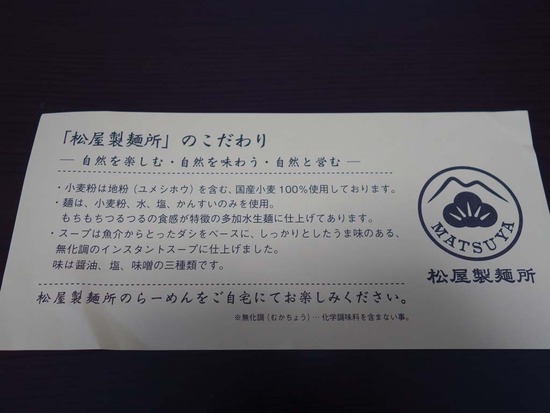 「松屋製麺所」のこだわり
― 自然を楽しむ・自然を味わう・自然と営む ―
・小麦粉は地粉（ユメシホウ）を含む、国産小麦100%使用しております。
・麺は、小麦粉、水、塩、かんすいのみを使用。
もちもちつるつるの食感が特徴の多加水生麺に仕上げてあります。
・スープは魚介からとったダシをベースに、しっかりとしたうま味のある、
無化調のインスタントスープに仕上げました。
味は醤油、塩、味噌の三種類です。
松屋製麺所のらーめんをご自宅にてお楽しみください。
※無化調（むかちょう）… 化学調味料を含まない事。
MATSUYA
松屋製麺所